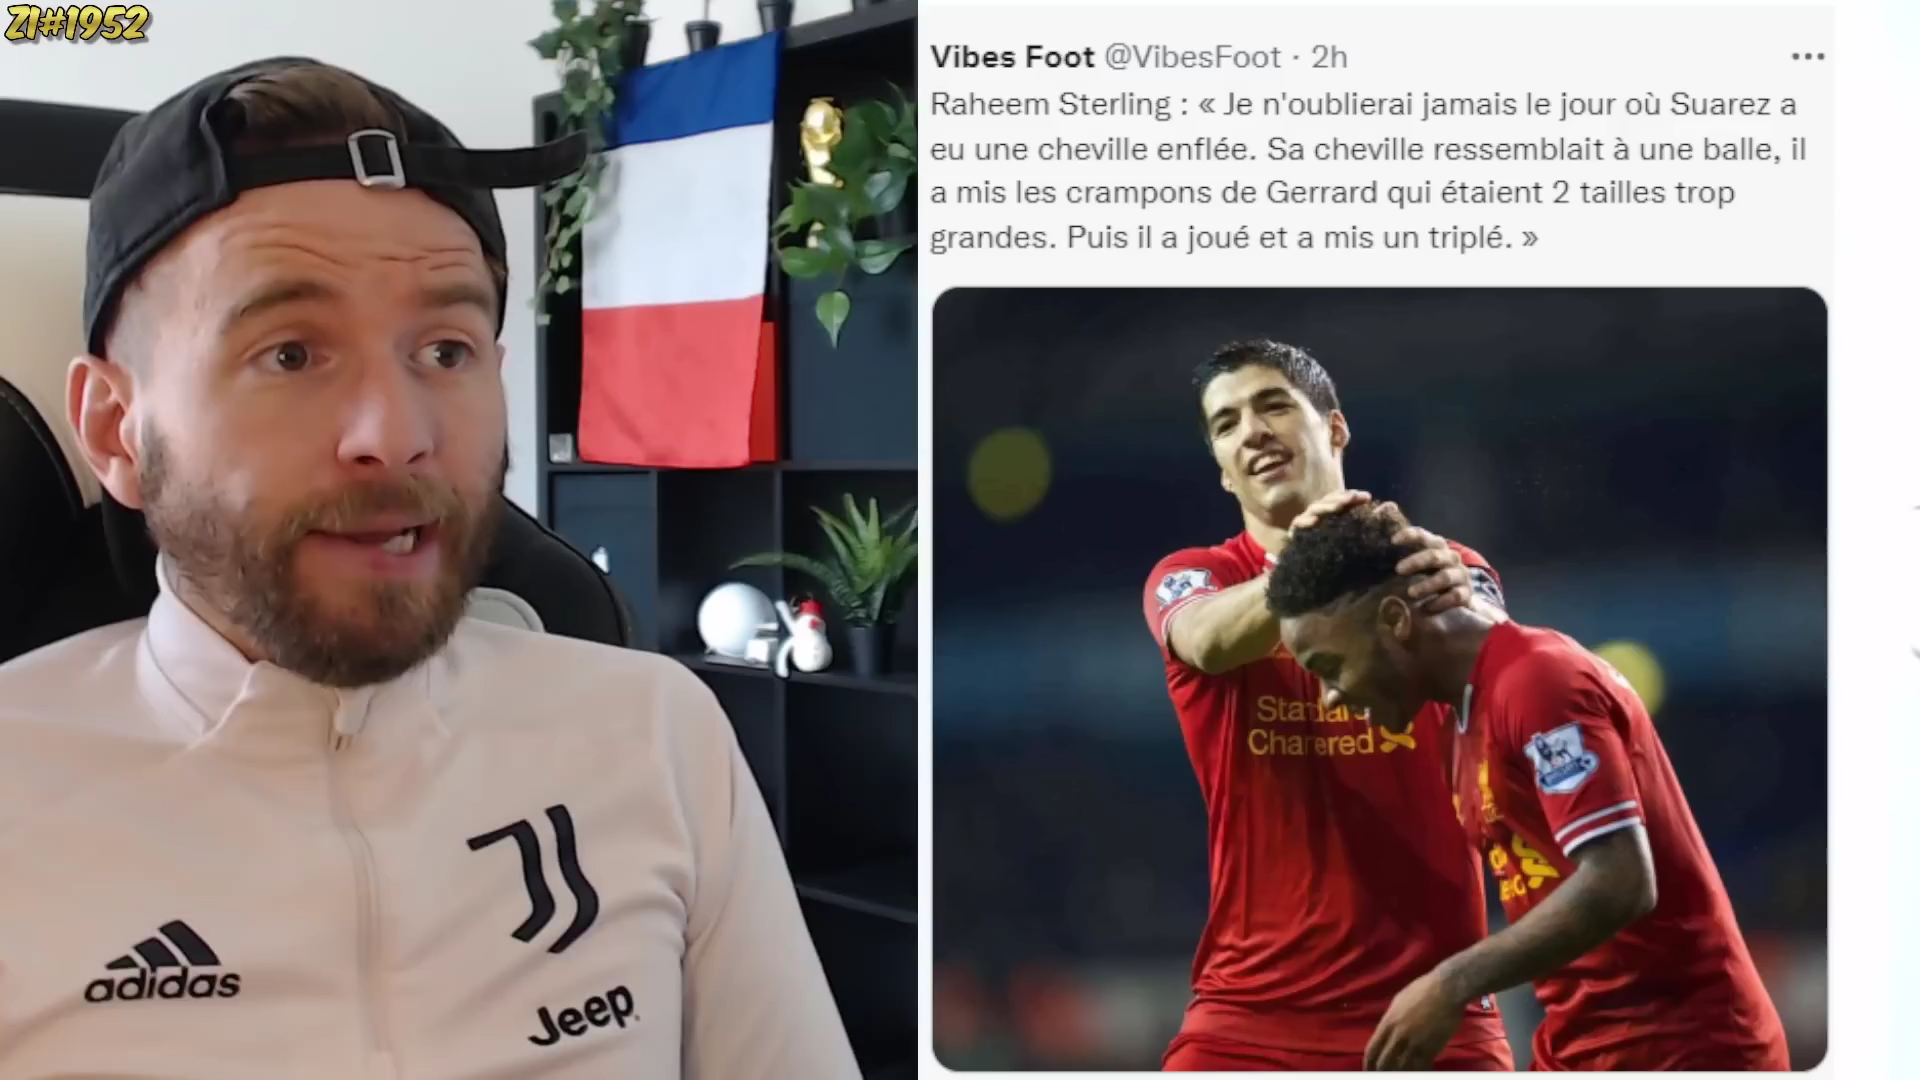 ZI#1952
Vibes Foot @VibesFoot · 2h
Raheem Sterling : « Je n'oublierai jamais le jour où Suarez a
eu une cheville enflée. Sa cheville ressemblait à une balle, il
a mis les crampons de Gerrard qui étaient 2 tailles trop
grandes. Puis il a joué et a mis un triplé. »
Standard
Chartered
adidas
Jeep